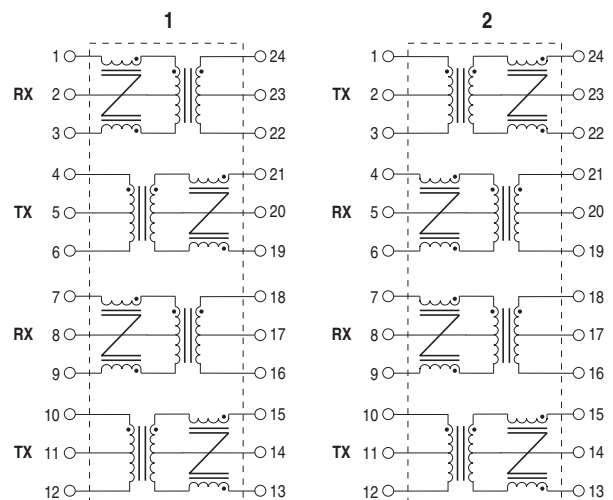 1 2
1 24 1 24
RX 2 23 TX 2 23
3 22 3 22
4 21 4 21
TX 5 20 RX 5 20
6 19 6 19
7 18 7 18
RX 8 17 RX 8 17
9 16 9 16
10 15 10 15
TX 11 14 TX 11 14
12 13 12 13